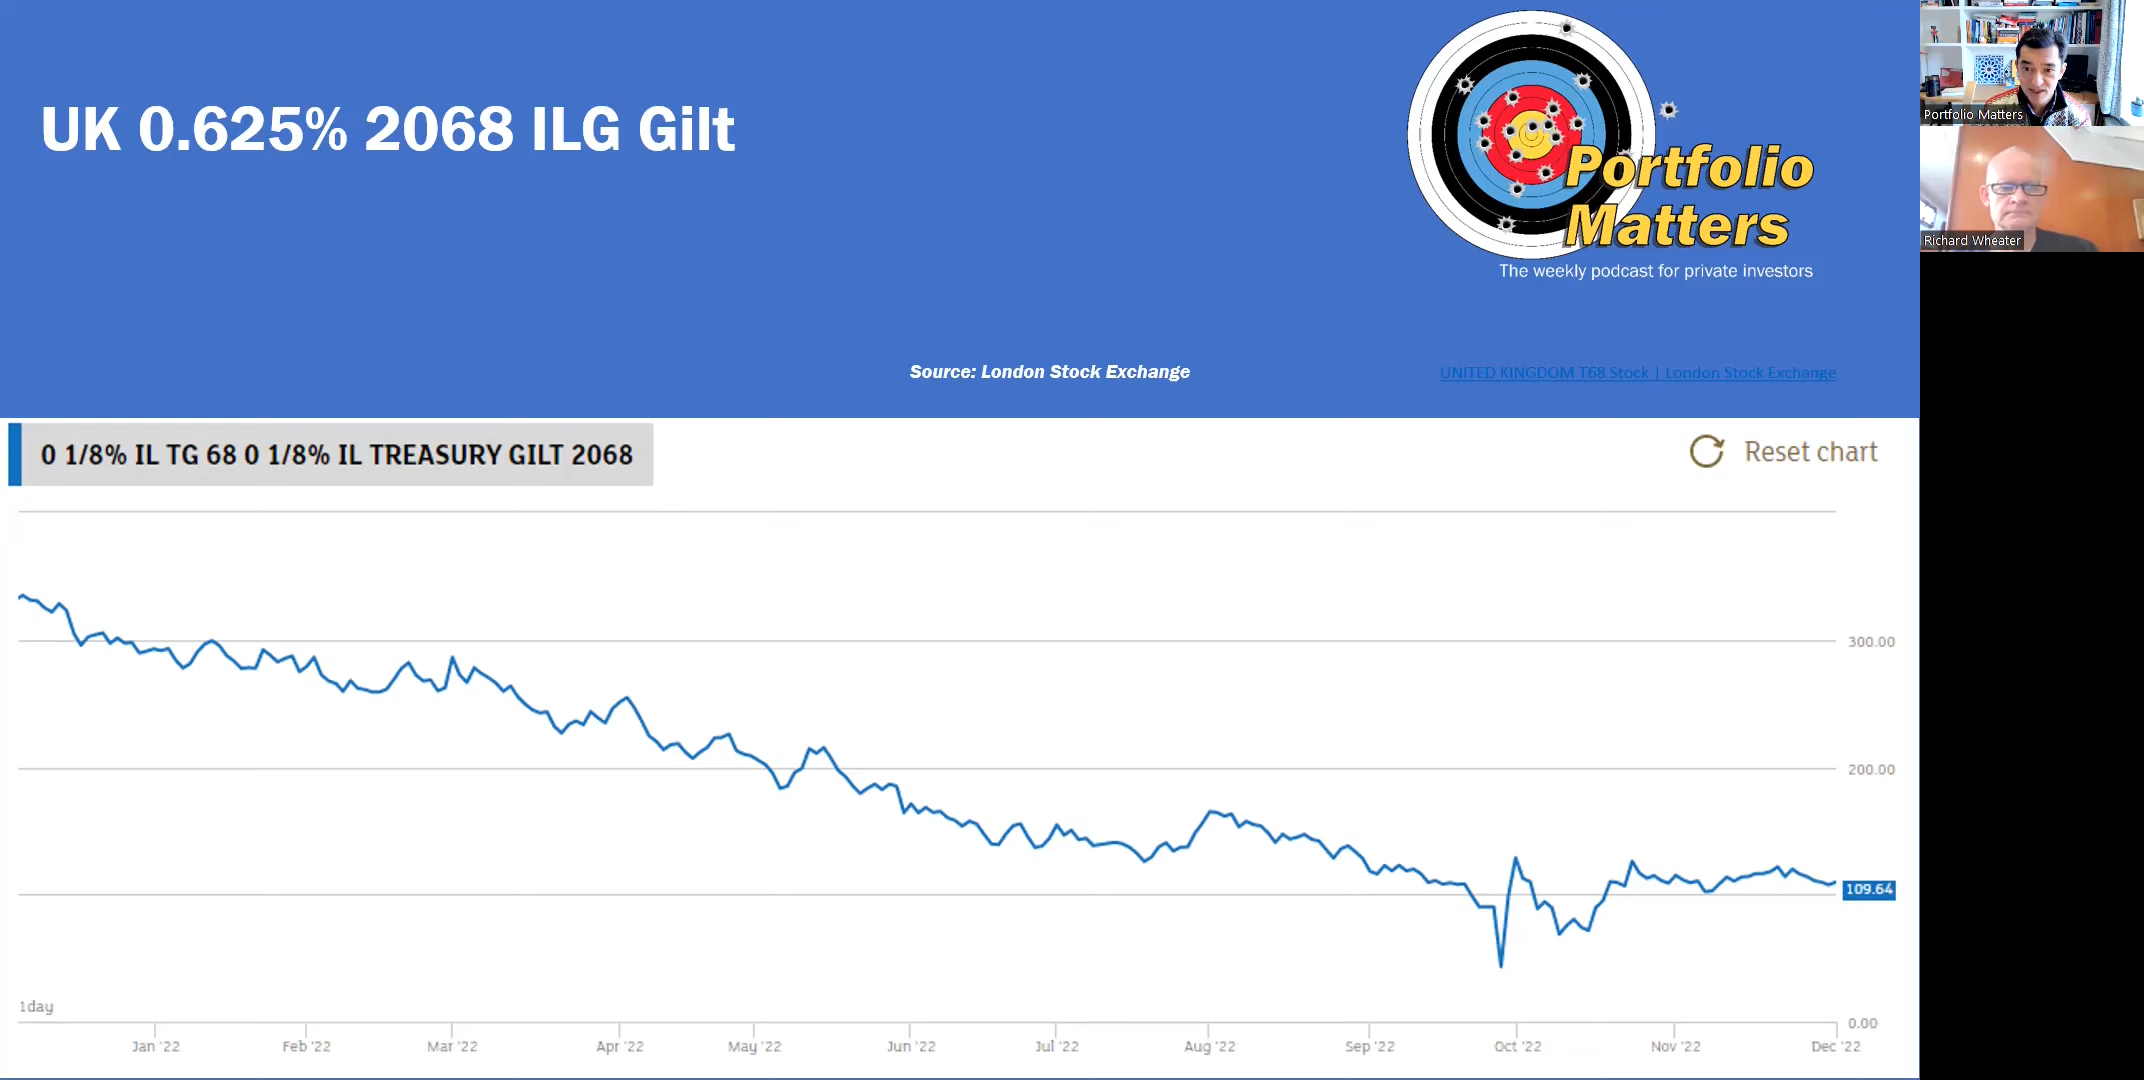 UK 0.625% 2068 ILG Gilt
Portfolio
Matters
The weekly podcast for private investors
Source: London Stock Exchange
UNITED KINGDOM T68 Stock | London Stock Exchange
Portfolio Matters
Richard Wheater
0 1/8% IL TG 68 0 1/8% IL TREASURY GILT 2068
Reset chart
300.00
200.00
109.64
1day
0.00
Jan '22
Feb '22
Mar '22
Apr '22
May '22
Jun '22
Jul '22
Aug '22
Sep '22
Oct '22
Nov '22
Dec '22